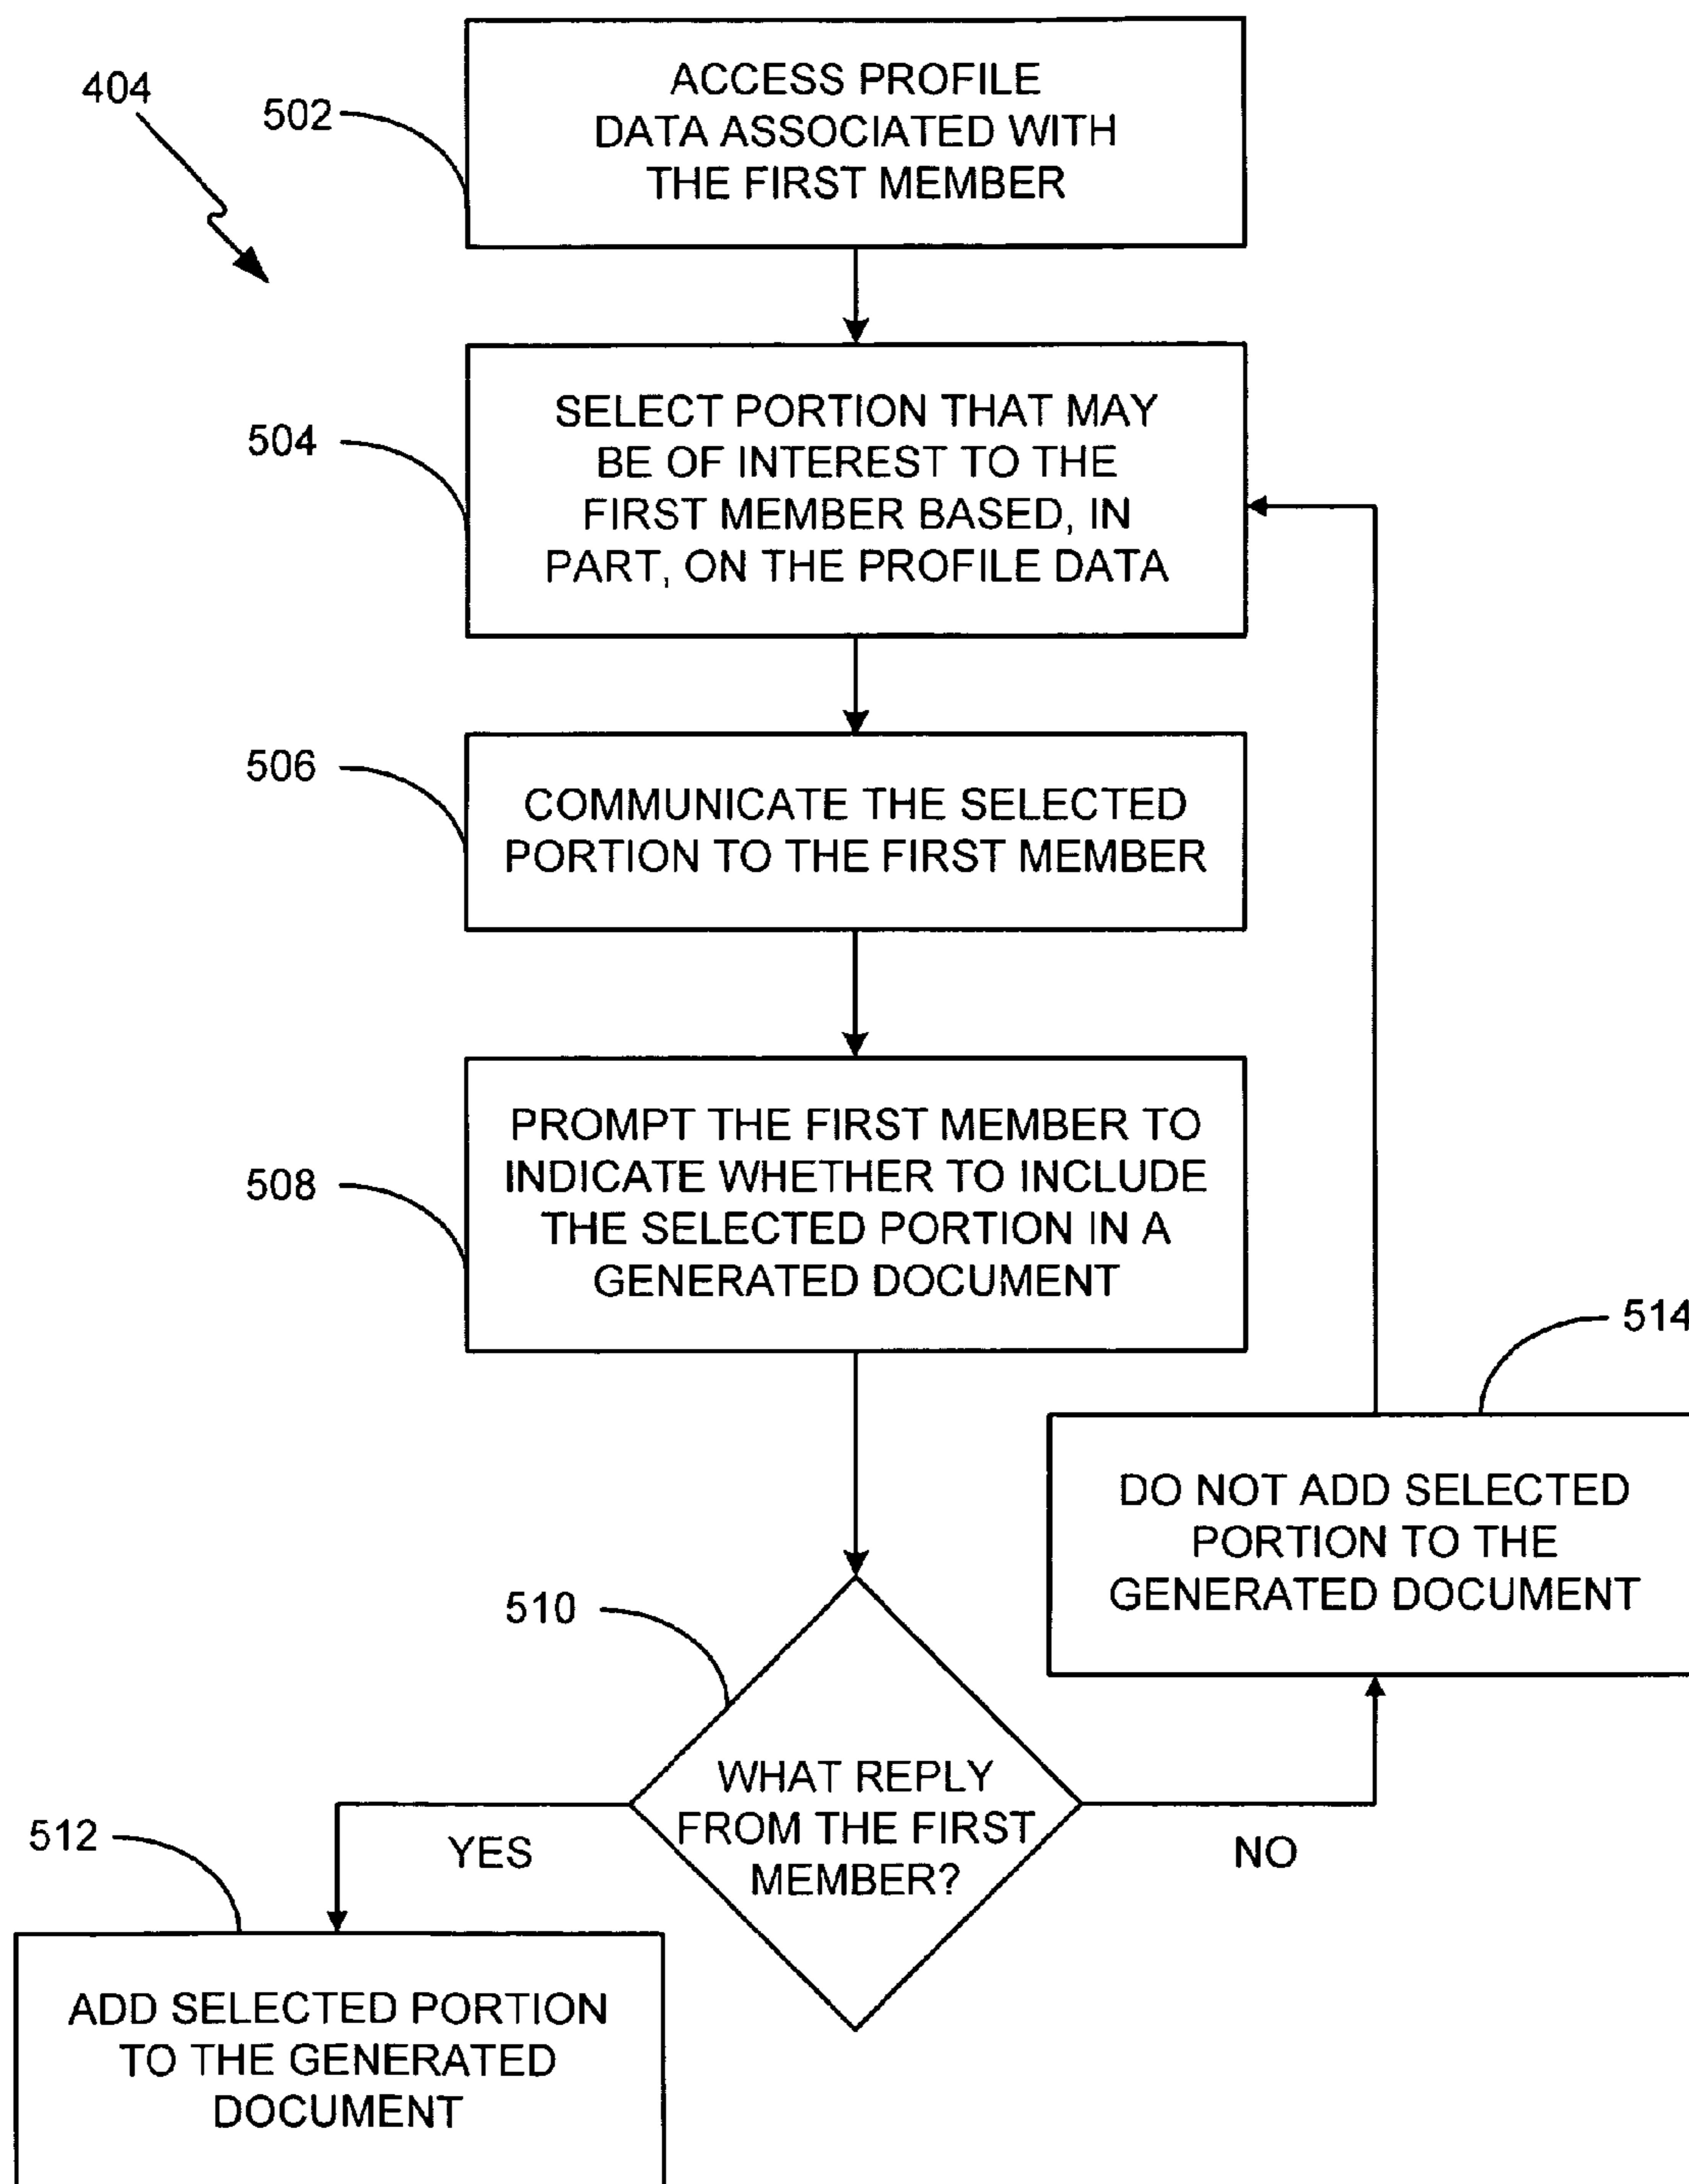 404
502
ACCESS PROFILE
DATA ASSOCIATED WITH
THE FIRST MEMBER
504
SELECT PORTION THAT MAY
BE OF INTEREST TO THE
FIRST MEMBER BASED, IN
PART, ON THE PROFILE DATA
506
COMMUNICATE THE SELECTED
PORTION TO THE FIRST MEMBER
508
PROMPT THE FIRST MEMBER TO
INDICATE WHETHER TO INCLUDE
THE SELECTED PORTION IN A
GENERATED DOCUMENT
514
DO NOT ADD SELECTED
PORTION TO THE
GENERATED DOCUMENT
510
WHAT REPLY
FROM THE FIRST
MEMBER?
YES
NO
512
ADD SELECTED PORTION
TO THE GENERATED
DOCUMENT